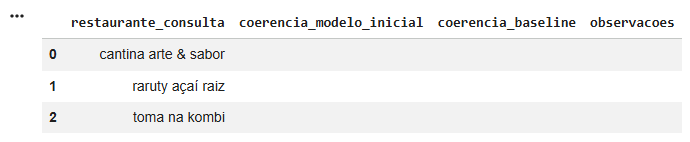 •••
restaurante_consulta coerencia_modelo_inicial coerencia_baseline observacoes
0 cantina arte & sabor
1 raruty açaí raiz
2 toma na kombi